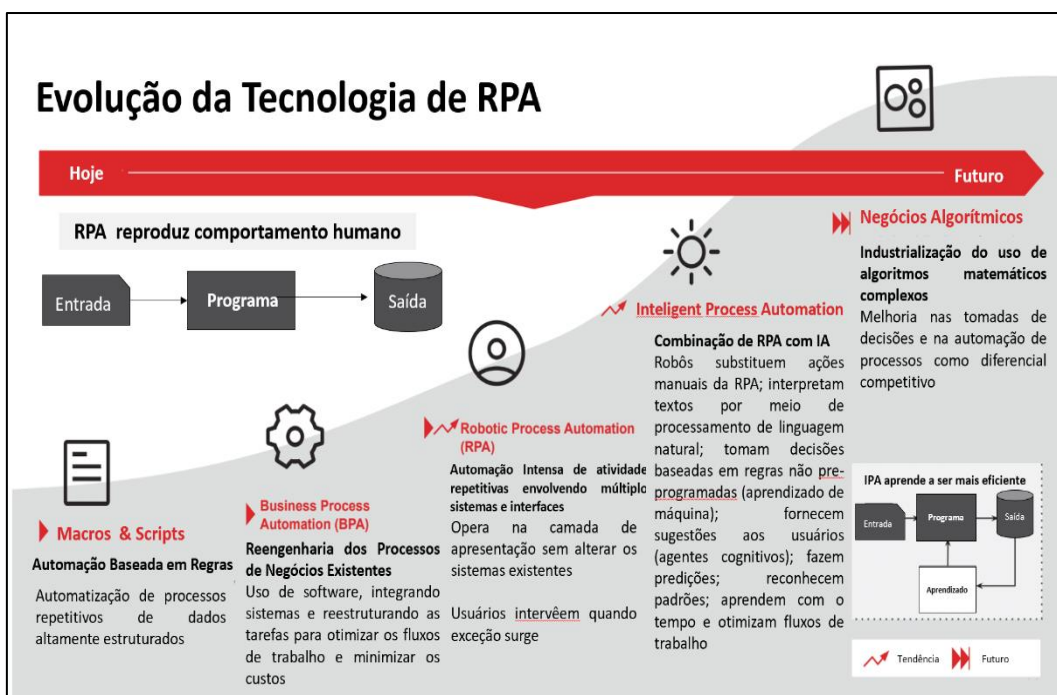 Evolução da Tecnologia de RPA
Hoje
Futuro
RPA reproduz comportamento humano
Entrada
Programa
Saída
Macros & Scripts
Automação Baseada em Regras
Automatização de processos
repetitivos de dados
altamente estruturados
Business Process
Automation (BPA)
Reengenharia dos Processos
de Negócios Existentes
Uso de software, integrando
sistemas e reestruturando as
tarefas para otimizar os fluxos
de trabalho e minimizar os
custos
Robotic Process Automation
(RPA)
Automação Intensa de atividade
repetitivas envolvendo múltiplo
sistemas e interfaces
Opera na camada de
apresentação sem alterar os
sistemas existentes
Usuários intervêem quando
exceção surge
Inteligent Process Automation
Combinação de RPA com IA
Robôs substituem ações
manuais da RPA; interpretam
textos por meio de
processamento de linguagem
natural; tomam decisões
baseadas em regras não pre-
programadas (aprendizado de
máquina); fornecem
sugestões aos usuários
(agentes cognitivos); fazem
predições; reconhecem
padrões; aprendem com o
tempo e otimizam fluxos de
trabalho
Negócios Algorítmicos
Industrialização do uso de
algoritmos matemáticos
complexos
Melhoria nas tomadas de
decisões e na automação de
processos como diferencial
competitivo
IPA aprende a ser mais eficiente
Entrada
Programa
Saída
Aprendizado
Tendência
Futuro